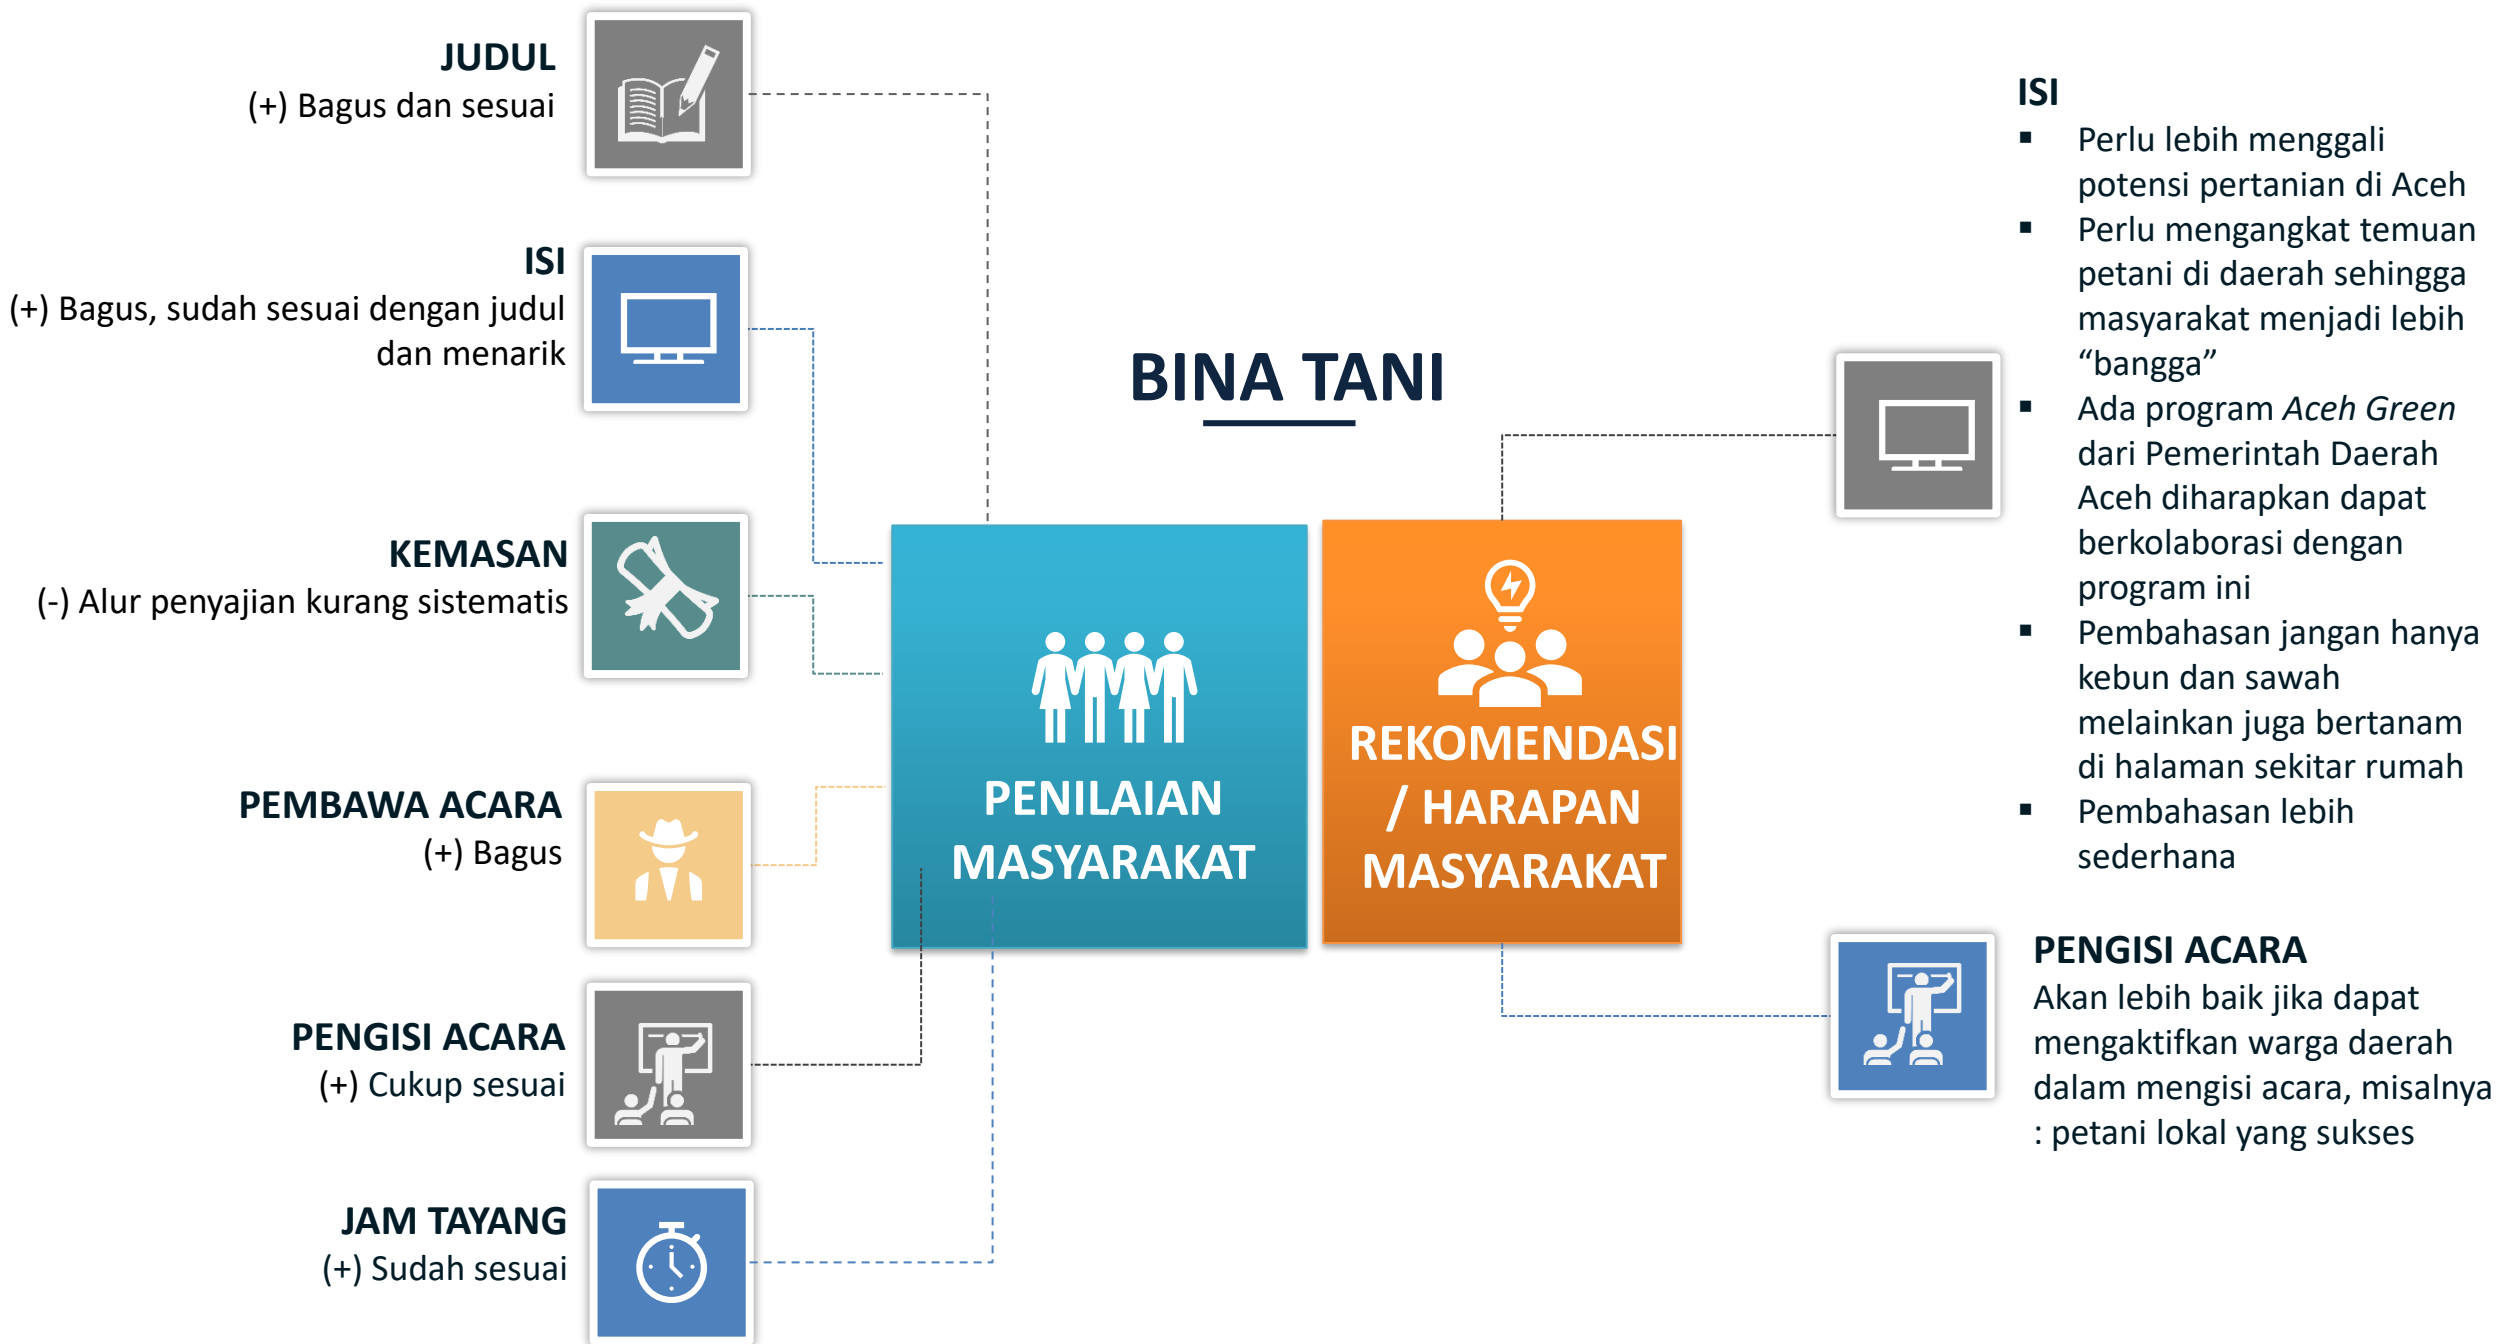 JUDUL
(+) Bagus dan sesuai
ISI
(+) Bagus, sudah sesuai dengan judul
dan menarik
KEMASAN
(-) Alur penyajian kurang sistematis
PEMBAWA ACARA
(+) Bagus
PENGISI ACARA
(+) Cukup sesuai
JAM TAYANG
(+) Sudah sesuai
BINA TANI
PENILAIAN
MASYARAKAT
REKOMENDASI
/ HARAPAN
MASYARAKAT
ISI
▪ Perlu lebih menggali
potensi pertanian di Aceh
▪ Perlu mengangkat temuan
petani di daerah sehingga
masyarakat menjadi lebih
“bangga”
▪ Ada program Aceh Green
dari Pemerintah Daerah
Aceh diharapkan dapat
berkolaborasi dengan
program ini
▪ Pembahasan jangan hanya
kebun dan sawah
melainkan juga bertanam
di halaman sekitar rumah
▪ Pembahasan lebih
sederhana
PENGISI ACARA
Akan lebih baik jika dapat
mengaktifkan warga daerah
dalam mengisi acara, misalnya
: petani lokal yang sukses